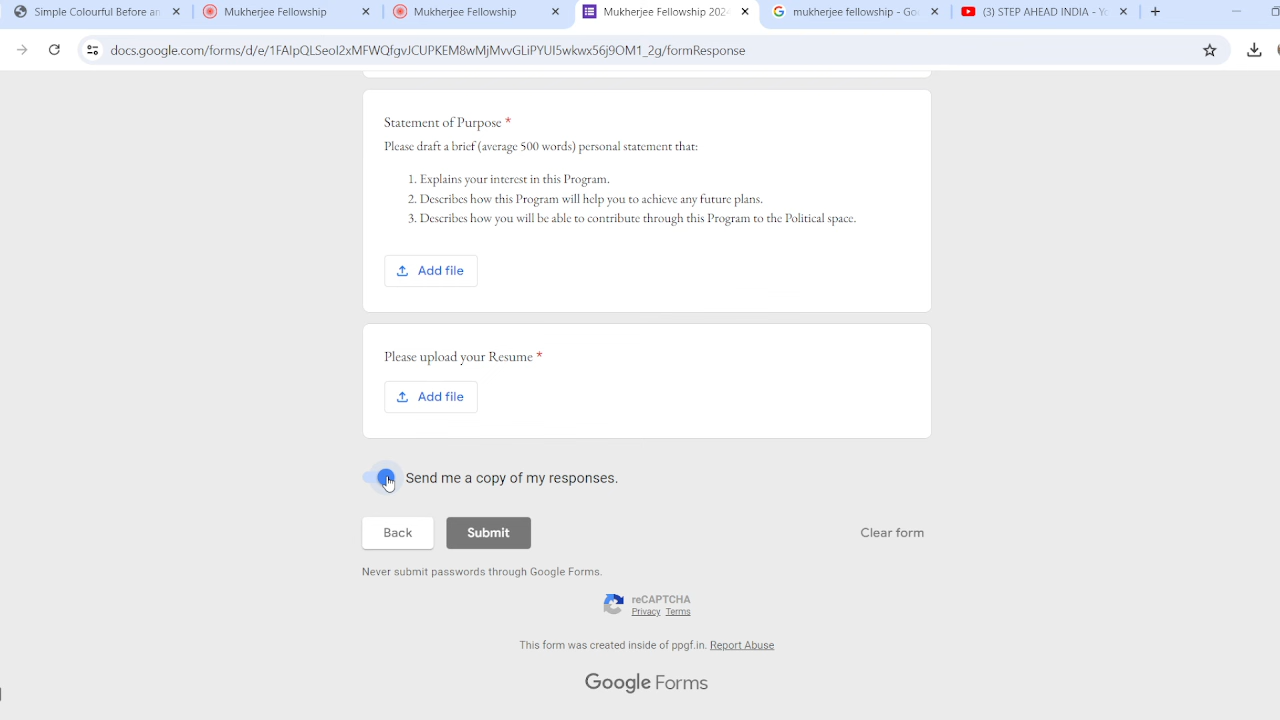 Simple Colourful Before an
Mukherjee Fellowship
Mukherjee Fellowship
Mukherjee Fellowship 2024
mukherjee fellowship - Goo
(3) STEP AHEAD INDIA - Yo
docs.google.com/forms/d/e/1FAIpQLSeol2xMFWQfgvJCUPKEM8wMjMvvGLiPYUI5wkwx56j9OM1_2g/formResponse
Statement of Purpose *
Please draft a brief (average 500 words) personal statement that:
1. Explains your interest in this Program.
2. Describes how this Program will help you to achieve any future plans.
3. Describes how you will be able to contribute through this Program to the Political space.
Add file
Please upload your Resume *
Add file
Send me a copy of my responses.
Back
Submit
Clear form
Never submit passwords through Google Forms.
reCAPTCHA
Privacy Terms
This form was created inside of ppgf.in. Report Abuse
Google Forms